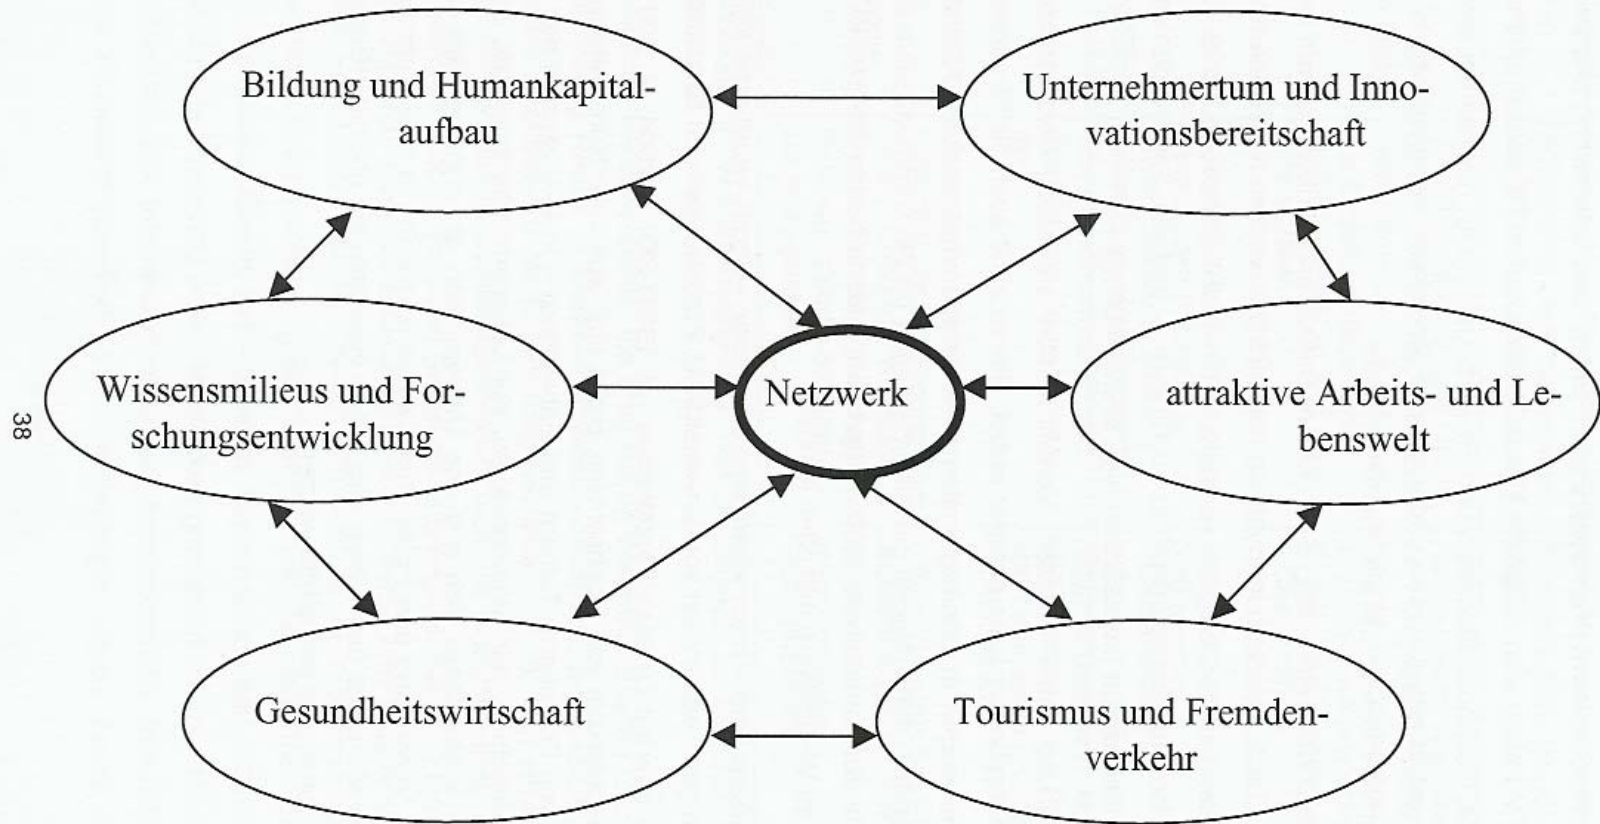 Bildung und Humankapital-
aufbau
Unternehmertum und Inno-
vationsbereitschaft
Wissensmilieus und For-
schungsentwicklung
Netzwerk
attraktive Arbeits- und Le-
benswelt
Gesundheitswirtschaft
Tourismus und Fremden-
verkehr
38